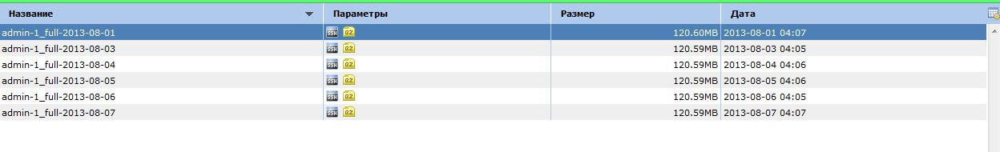 Название Параметры Размер Дата
admin-1_full-2013-08-01 SSH GZ 120.60MB 2013-08-01 04:07
admin-1_full-2013-08-03 SSH GZ 120.59MB 2013-08-03 04:05
admin-1_full-2013-08-04 SSH GZ 120.59MB 2013-08-04 04:06
admin-1_full-2013-08-05 SSH GZ 120.59MB 2013-08-05 04:06
admin-1_full-2013-08-06 SSH GZ 120.59MB 2013-08-06 04:05
admin-1_full-2013-08-07 SSH GZ 120.59MB 2013-08-07 04:07